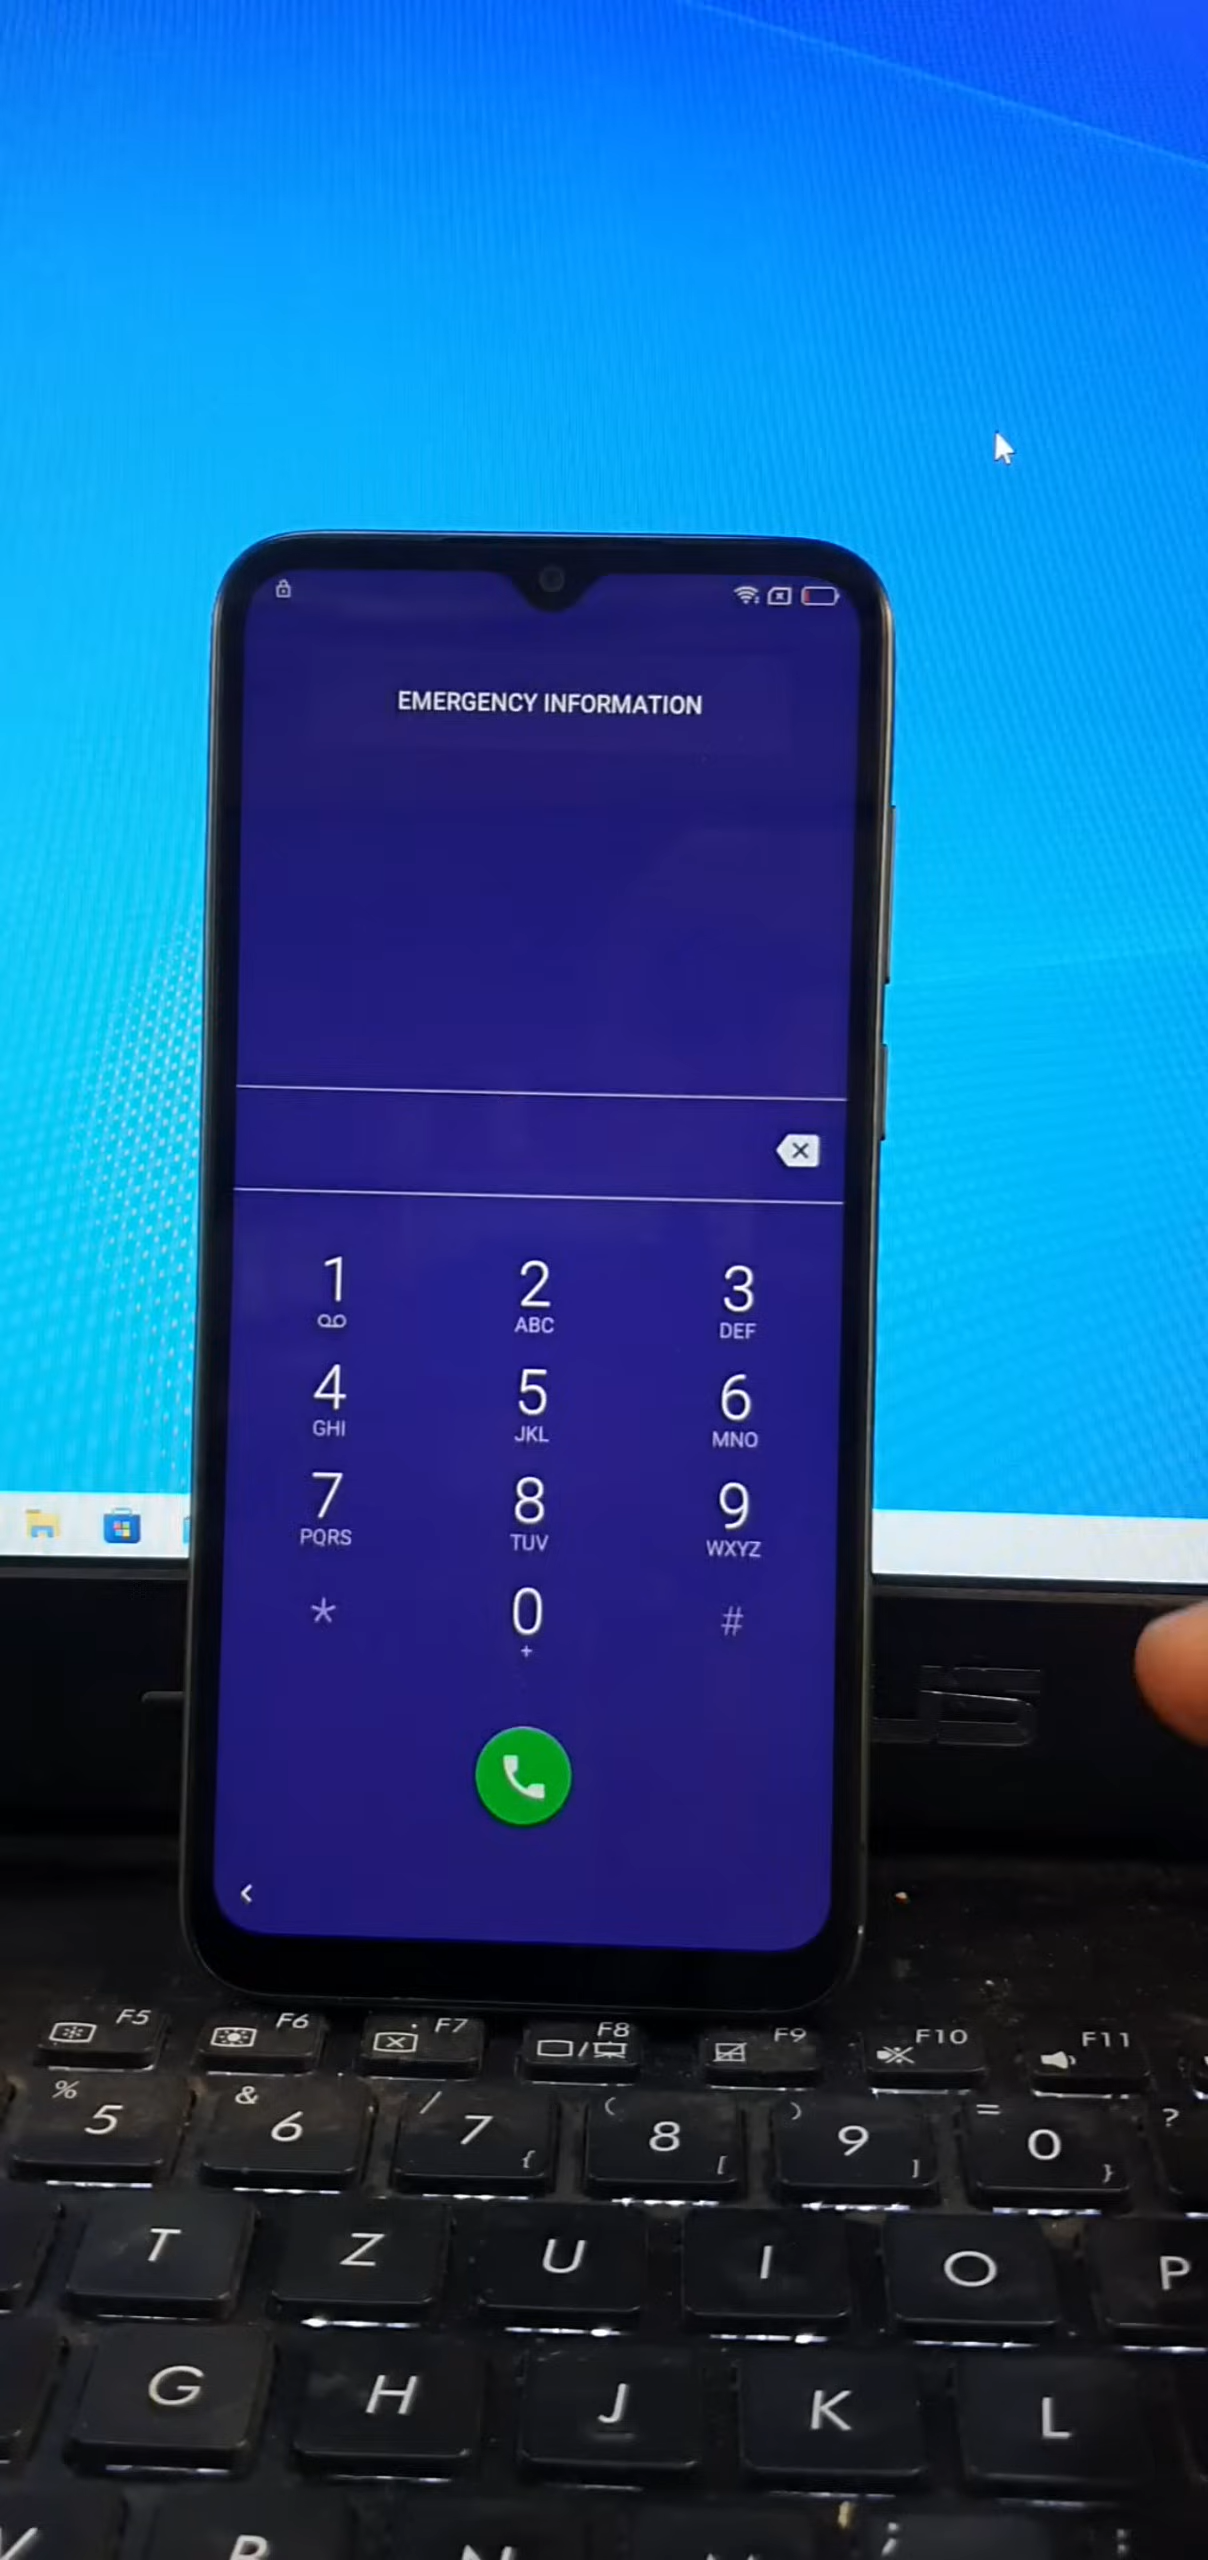 EMERGENCY INFORMATION
1 2 3
ABC DEF
4 5 6
GHI JKL MNO
7 8 9
PQRS TUV WXYZ
* 0 #
+
F5 F6 F7 F8 F9 F10 F11
% & / ( ) = ?
5 6 7 8 9 0
{ [ ] }
T Z U I O P
G H J K L